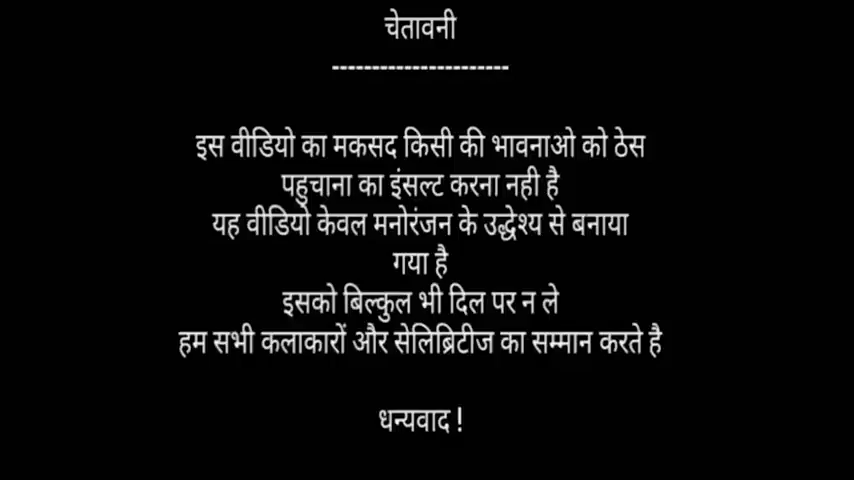 चेतावनी
----------------------
इस वीडियो का मकसद किसी की भावनाओ को ठेस
पहुचाना का इंसल्ट करना नही है
यह वीडियो केवल मनोरंजन के उद्धेश्य से बनाया
गया है
इसको बिल्कुल भी दिल पर न ले
हम सभी कलाकारों और सेलिब्रिटीज का सम्मान करते है
धन्यवाद !